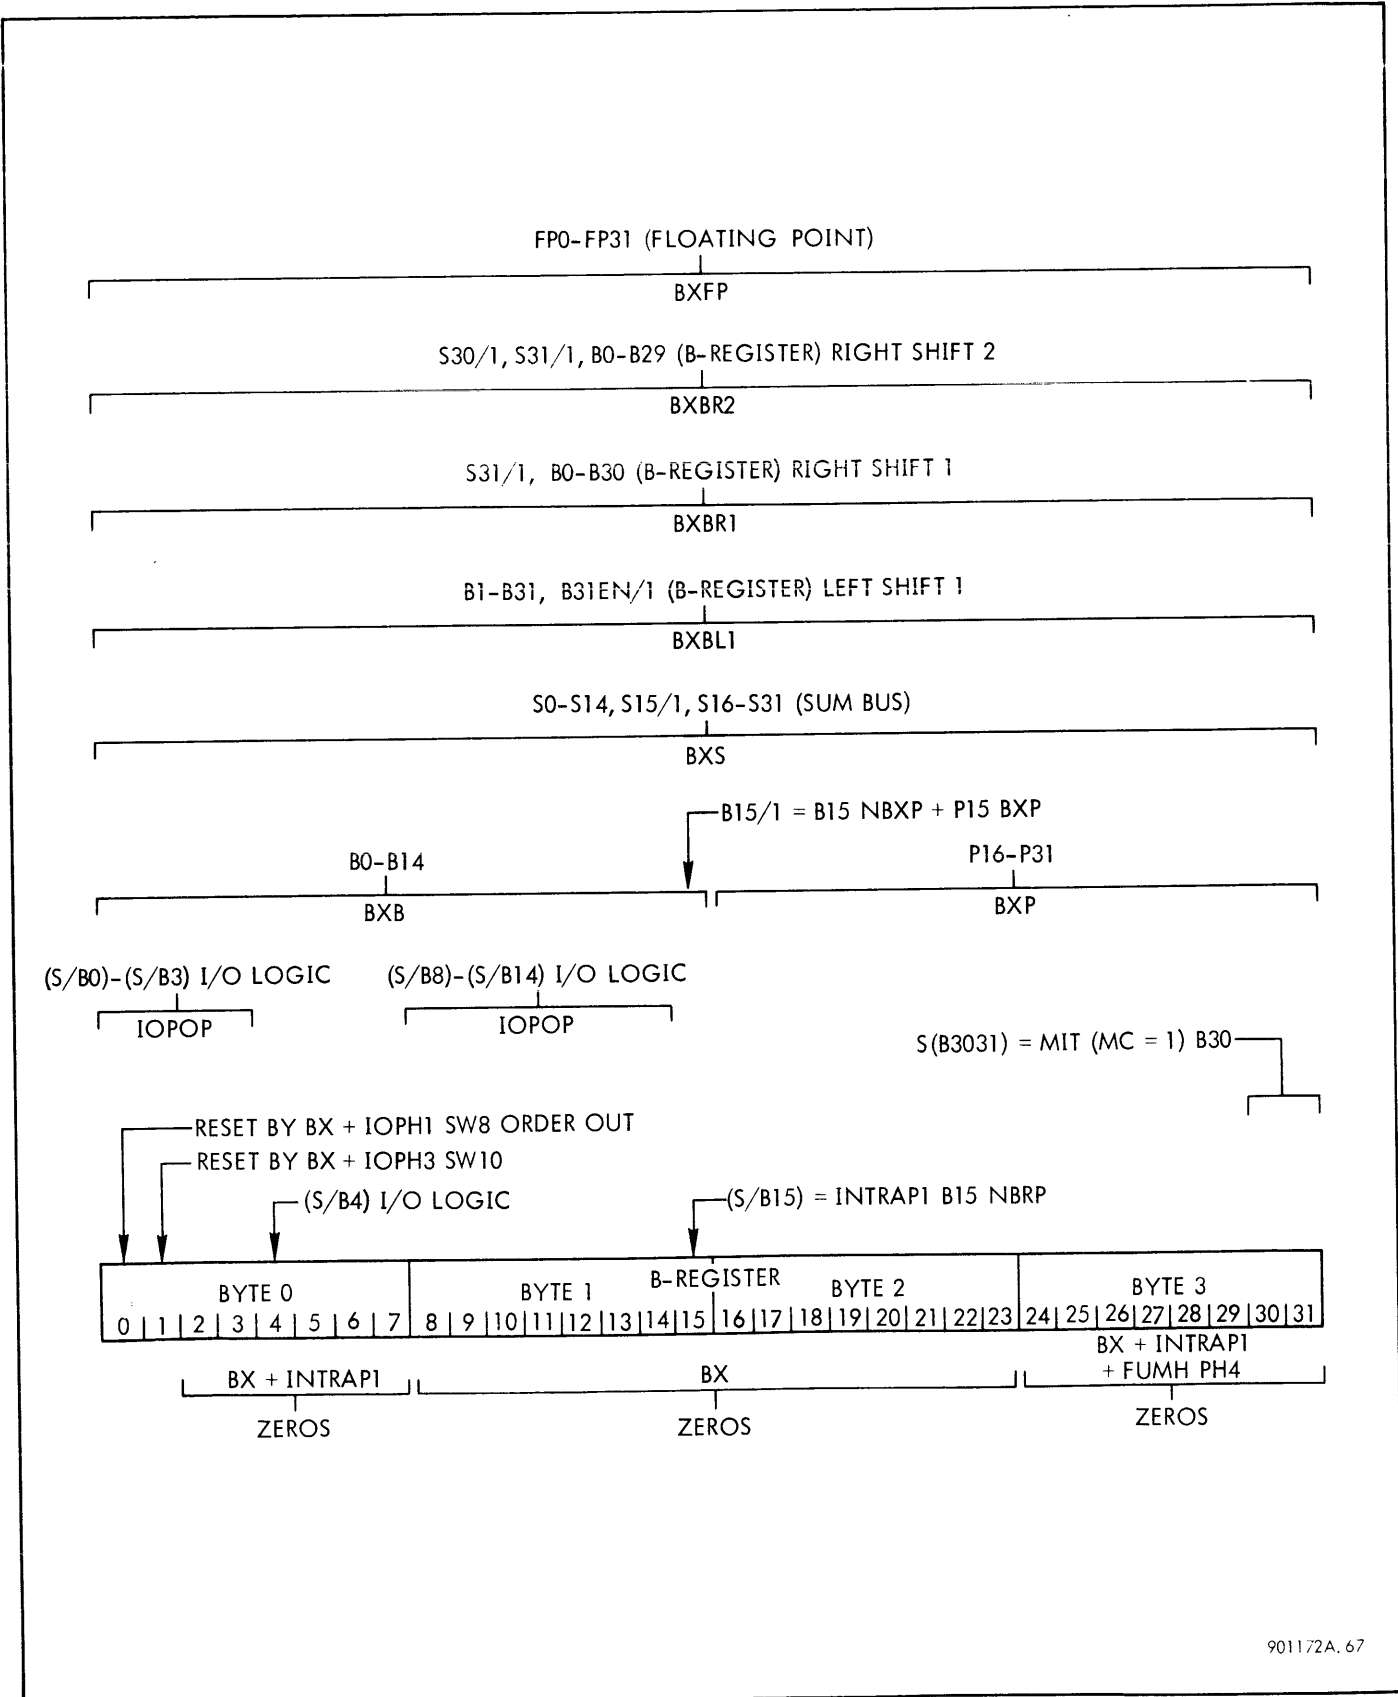 FP0-FP31 (FLOATING POINT)
BXFP
S30/1, S31/1, B0-B29 (B-REGISTER) RIGHT SHIFT 2
BXBR2
S31/1, B0-B30 (B-REGISTER) RIGHT SHIFT 1
BXBR1
B1-B31, B31EN/1 (B-REGISTER) LEFT SHIFT 1
BXBL1
S0-S14, S15/1, S16-S31 (SUM BUS)
BXS
B15/1 = B15 NBXP + P15 BXP
B0-B14 P16-P31
BXB BXP
(S/B0)-(S/B3) I/O LOGIC (S/B8)-(S/B14) I/O LOGIC
IOPOP IOPOP
S(B3031) = MIT (MC = 1) B30
RESET BY BX + IOPH1 SW8 ORDER OUT
RESET BY BX + IOPH3 SW10
(S/B4) I/O LOGIC (S/B15) = INTRAP1 B15 NBRP
B-REGISTER
BYTE 0 BYTE 1 BYTE 2 BYTE 3
0 1 2 3 4 5 6 7 8 9 10 11 12 13 14 15 16 17 18 19 20 21 22 23 24 25 26 27 28 29 30 31
BX + INTRAP1 BX BX + INTRAP1
+ FUMH PH4
ZEROS ZEROS ZEROS
901172A. 67